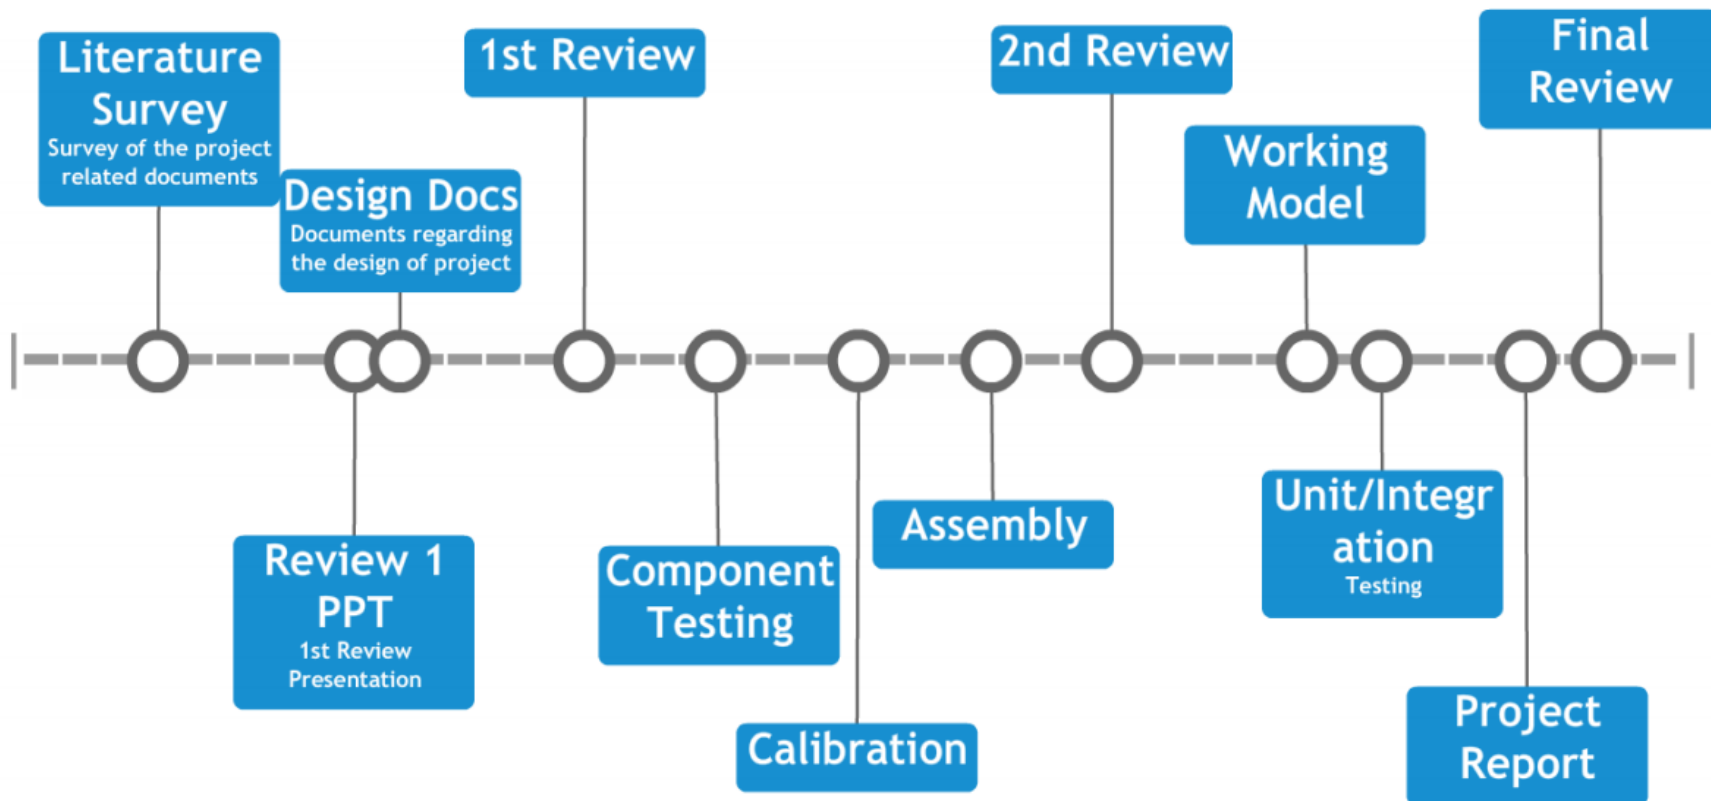 Literature
Survey
Survey of the project
related documents
Design Docs
Documents regarding
the design of project
1st Review
2nd Review
Working
Model
Final
Review
Review 1
PPT
1st Review
Presentation
Component
Testing
Calibration
Assembly
Unit/Integr
ation
Testing
Project
Report